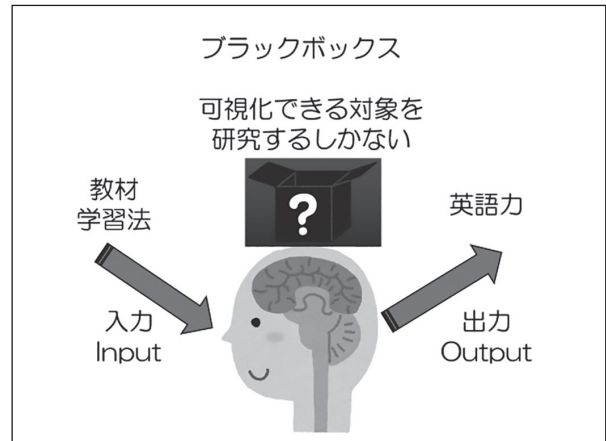 ブラックボックス
可視化できる対象を
研究するしかない
?
教材
学習法
英語力
入力
Input
出力
Output